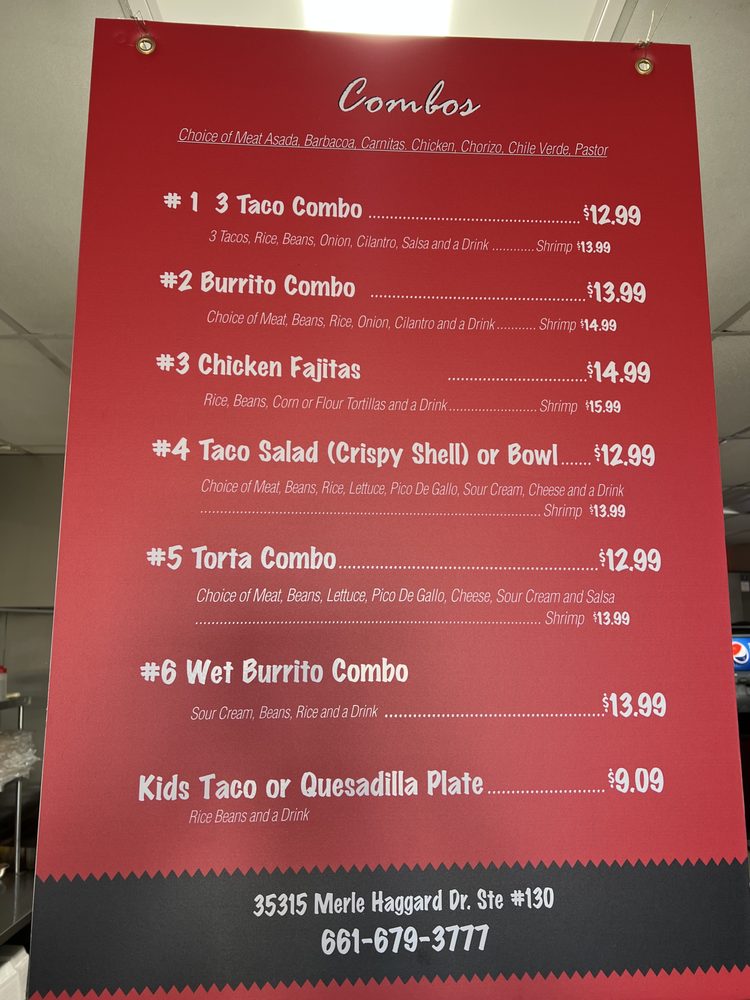 Combos
Choice of Meat Asada, Barbacoa, Carnitas, Chicken, Chorizo, Chile Verde, Pastor
# 1 3 Taco Combo ........................................... $12.99
3 Tacos, Rice, Beans, Onion, Cilantro, Salsa and a Drink ............ Shrimp $13.99
#2 Burrito Combo ........................................... $13.99
Choice of Meat, Beans, Rice, Onion, Cilantro and a Drink........... Shrimp $14.99
#3 Chicken Fajitas ............................ $14.99
Rice, Beans, Corn or Flour Tortillas and a Drink ........................ Shrimp $15.99
#4 Taco Salad (Crispy Shell) or Bowl ...... $12.99
Choice of Meat, Beans, Rice, Lettuce, Pico De Gallo, Sour Cream, Cheese and a Drink
.................................................................................... Shrimp $13.99
#5 Torta Combo.................................................... $12.99
Choice of Meat, Beans, Lettuce, Pico De Gallo, Cheese, Sour Cream and Salsa
.................................................................................... Shrimp $13.99
#6 Wet Burrito Combo
Sour Cream, Beans, Rice and a Drink ............................................ $13.99
Kids Taco or Quesadilla Plate........................ $9.09
Rice Beans and a Drink
35315 Merle Haggard Dr. Ste #130
661-679-3777